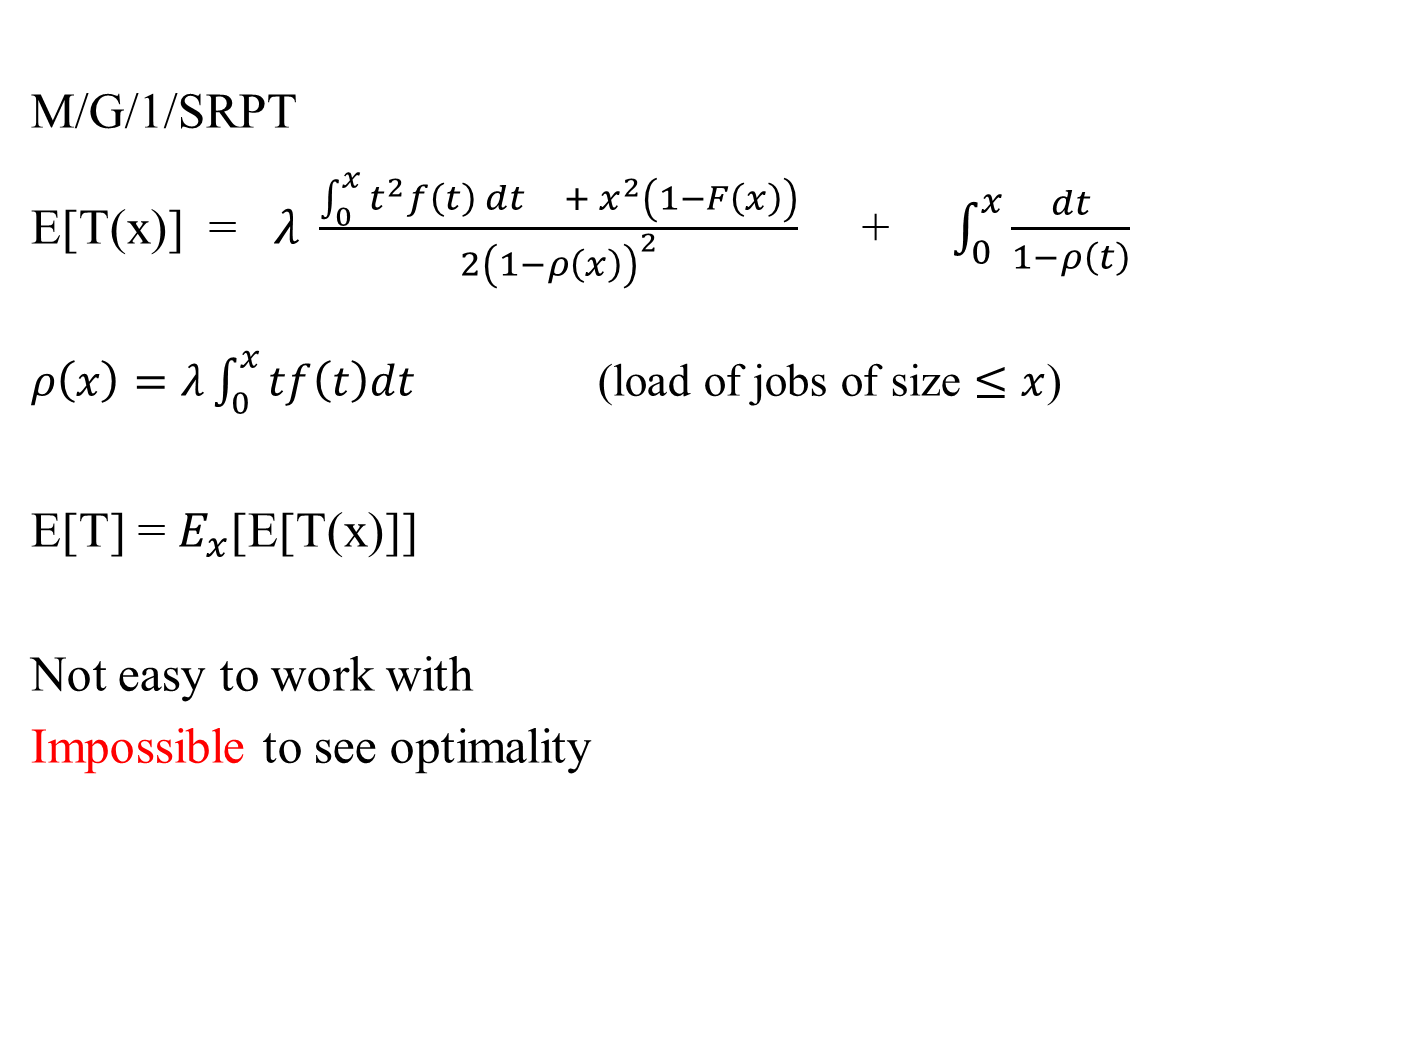 M/G/1/SRPT
E[T(x)] = λ (∫₀ˣ t² f(t) dt + x²(1−F(x))) / (2(1−ρ(x))²) + ∫₀ˣ dt / (1−ρ(t))
ρ(x) = λ ∫₀ˣ tf(t)dt (load of jobs of size ≤ x)
E[T] = Eₓ[E[T(x)]]
Not easy to work with
Impossible to see optimality